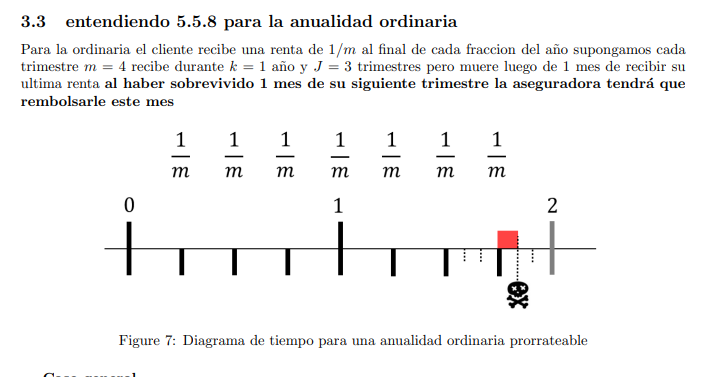 3.3 entendiendo 5.5.8 para la anualidad ordinaria
Para la ordinaria el cliente recibe una renta de 1/m al final de cada fraccion del año supongamos cada
trimestre m = 4 recibe durante k = 1 año y J = 3 trimestres pero muere luego de 1 mes de recibir su
ultima renta al haber sobrevivido 1 mes de su siguiente trimestre la aseguradora tendrá que
rembolsarle este mes
1 1 1 1 1 1 1
m m m m m m m
0 1 2
Figure 7: Diagrama de tiempo para una anualidad ordinaria prorrateable